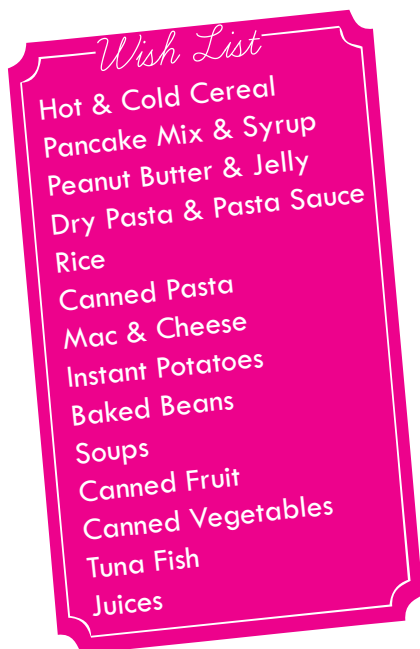 Wish List
Hot & Cold Cereal
Pancake Mix & Syrup
Peanut Butter & Jelly
Dry Pasta & Pasta Sauce
Rice
Canned Pasta
Mac & Cheese
Instant Potatoes
Baked Beans
Soups
Canned Fruit
Canned Vegetables
Tuna Fish
Juices